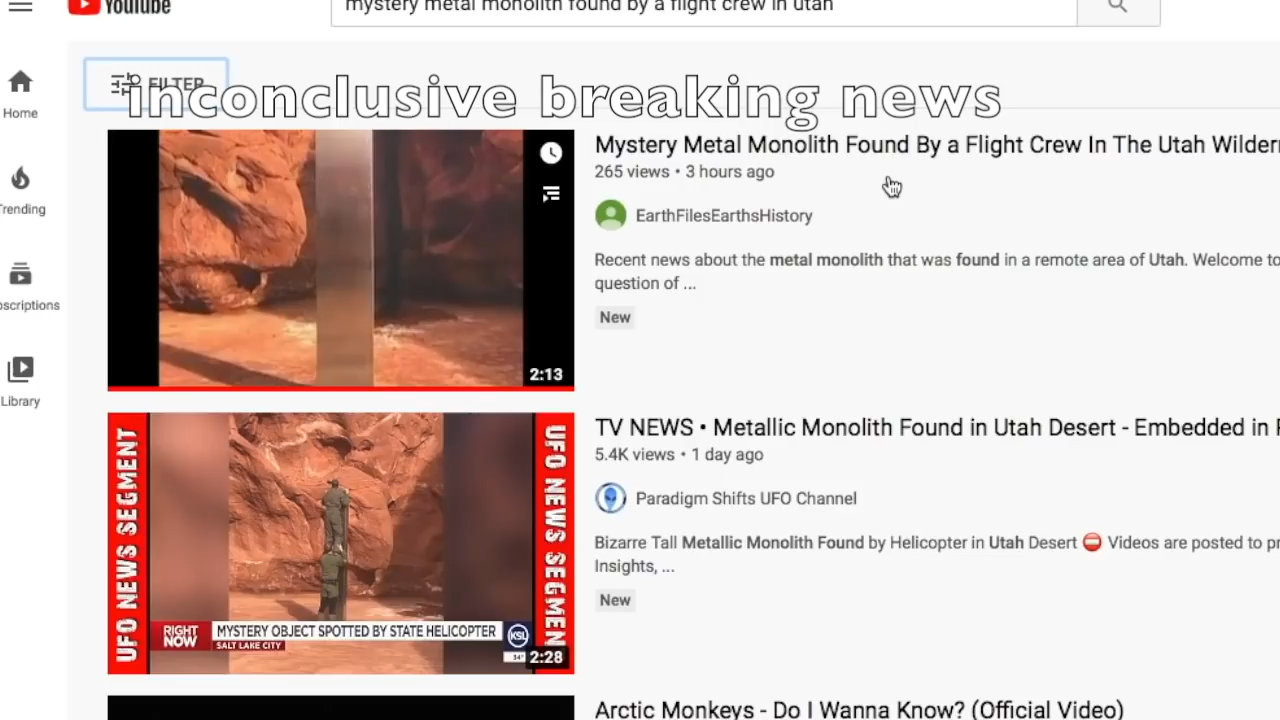 YouTube
mystery metal monolith found by a flight crew in utah
FILTER
inconclusive breaking news
Home
Trending
bscriptions
Library
2:13
Mystery Metal Monolith Found By a Flight Crew In The Utah Wilder
265 views • 3 hours ago
EarthFilesEarthsHistory
Recent news about the metal monolith that was found in a remote area of Utah. Welcome to
question of ...
New
UFO NEWS SEGMENT
UFO NEWS SEGMEN
RIGHT
NOW
MYSTERY OBJECT SPOTTED BY STATE HELICOPTER
SALT LAKE CITY
KSL
34°
2:28
TV NEWS • Metallic Monolith Found in Utah Desert - Embedded in
5.4K views • 1 day ago
Paradigm Shifts UFO Channel
Bizarre Tall Metallic Monolith Found by Helicopter in Utah Desert ⛔ Videos are posted to
Insights, ...
New
Arctic Monkeys - Do I Wanna Know? (Official Video)